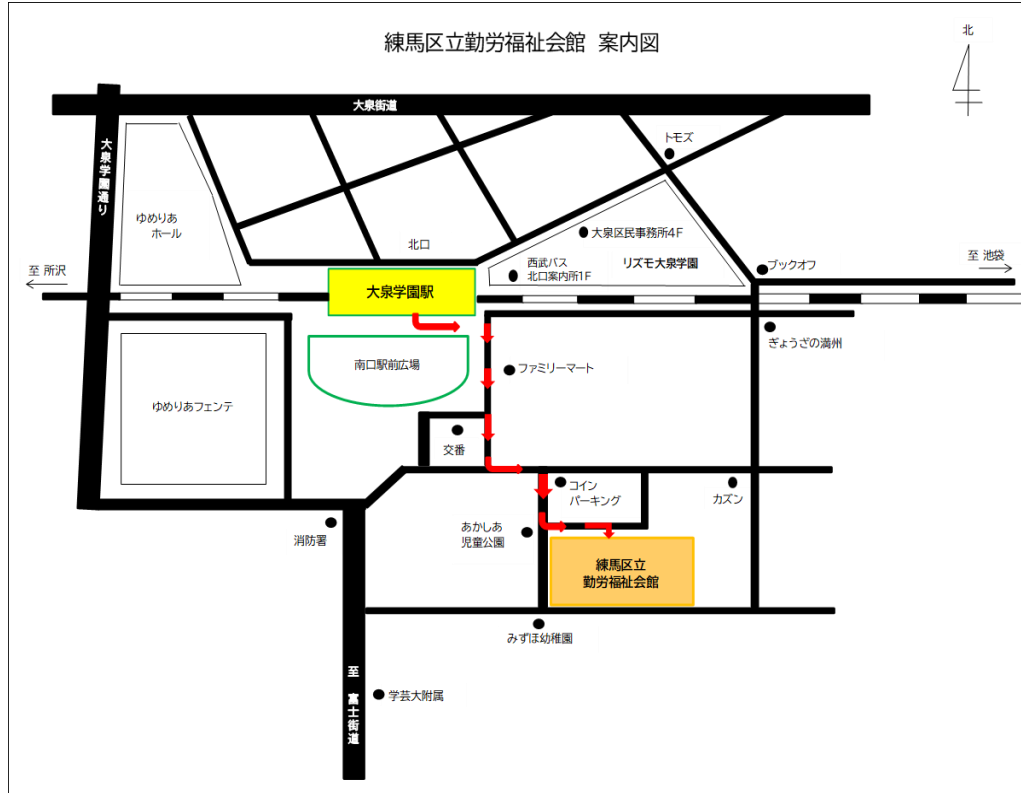 練馬区立勤労福祉会館 案内図
北
大泉街道
大泉学園通り
トモズ
ゆめりあ
ホール
北口
大泉区民事務所4F
西武バス
北口案内所1F
リズモ大泉学園
至 所沢
至 池袋
ブックオフ
大泉学園駅
ぎょうざの満州
南口駅前広場
ファミリーマート
ゆめりあフェンテ
交番
コイン
パーキング
カズン
消防署
あかしあ
児童公園
練馬区立
勤労福祉会館
みずほ幼稚園
至 富士街道
学芸大附属